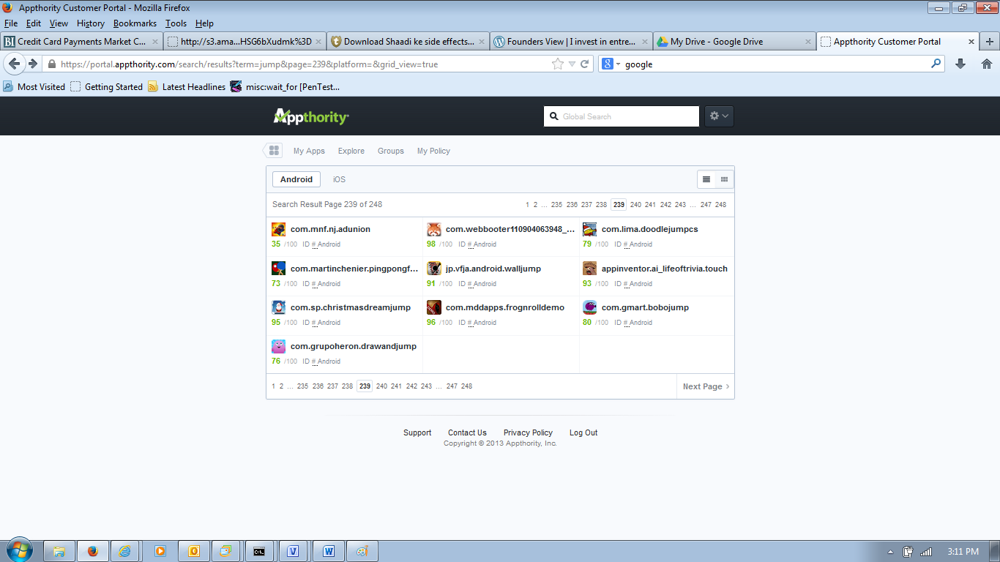 Appthority Customer Portal - Mozilla Firefox
File Edit View History Bookmarks Tools Help
Credit Card Payments Market C... http://s3.ama...HSG6bXudmk%3D Download Shaadi ke side effects... Founders View | I invest in entre... My Drive - Google Drive Appthority Customer Portal
https://portal.appthority.com/search/results?term=jump&page=239&platform=&grid_view=true google
Most Visited Getting Started Latest Headlines misc:wait_for [PenTest...
Appthority Global Search
My Apps Explore Groups My Policy
Android iOS
Search Result Page 239 of 248 1 2 ... 235 236 237 238 239 240 241 242 243 ... 247 248
com.mnf.nj.adunion com.webbooter110904063948_... com.lima.doodlejumpcs
35 /100 ID # Android 98 /100 ID # Android 79 /100 ID # Android
com.martinchenier.pingpongf... jp.vfja.android.walljump appinventor.ai_lifeoftrivia.touch
73 /100 ID # Android 91 /100 ID # Android 93 /100 ID # Android
com.sp.christmasdreamjump com.mddapps.frognrolldemo com.gmart.bobojump
95 /100 ID # Android 96 /100 ID # Android 80 /100 ID # Android
com.grupoheron.drawandjump
76 /100 ID # Android
1 2 ... 235 236 237 238 239 240 241 242 243 ... 247 248 Next Page ›
Support Contact Us Privacy Policy Log Out
Copyright © 2013 Appthority, Inc.
3:11 PM